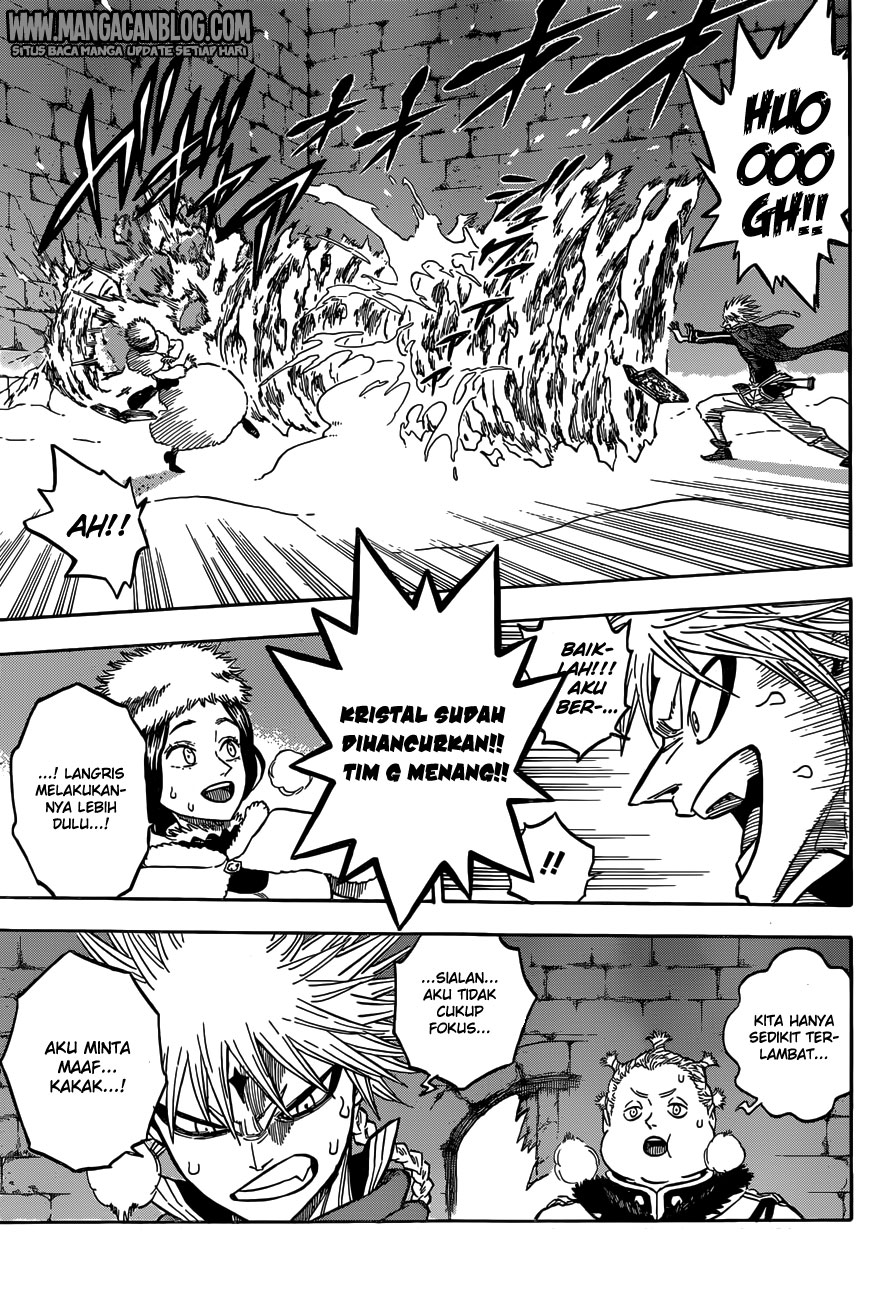 WWW.MANGACANBLOG.COM
SITUS BACA MANGA UPDATE SETIAP HARI
HUO
OOO
GH!!
AH!!
BAIK-
LAH!!!
AKU
BER-...
!!
KRISTAL SUDAH
DIHANCURKAN!!
TIM C MENANG!!
...! LANGRIS
MELAKUKAN-
NYA LEBIH
DULU...!
KITA HANYA
SEDIKIT TER-
LAMBAT...
...SIALAN...
AKU TIDAK
CUKUP
FOKUS...
AKU MINTA
MAAF...
KAKAK...!